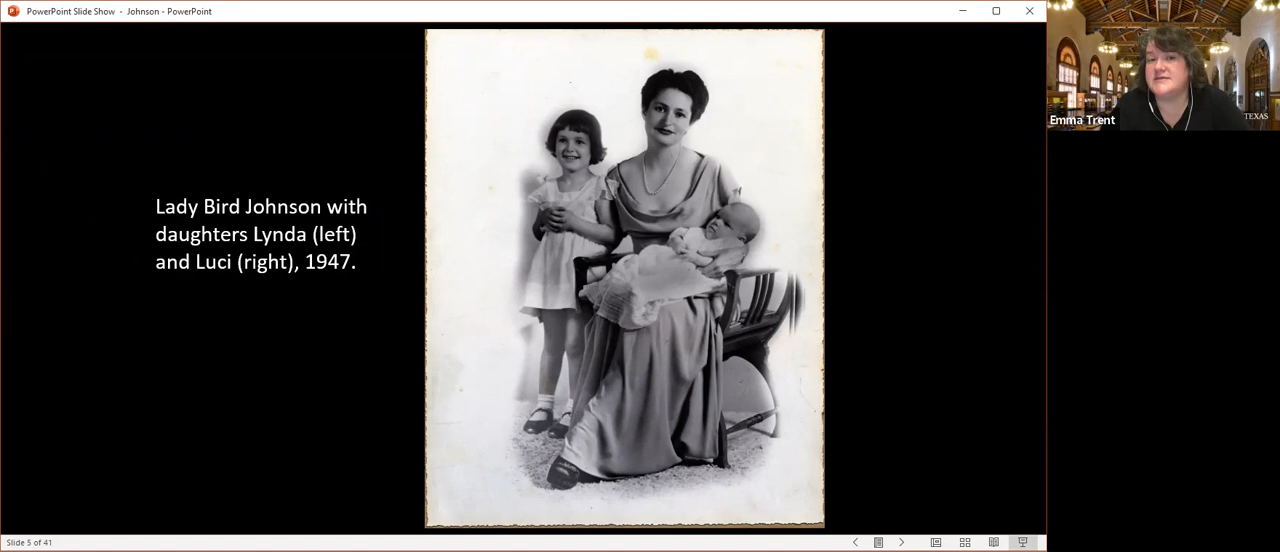 PowerPoint Slide Show - Johnson - PowerPoint
Emma Trent
TEXAS
Lady Bird Johnson with
daughters Lynda (left)
and Luci (right), 1947.
Slide 5 of 41